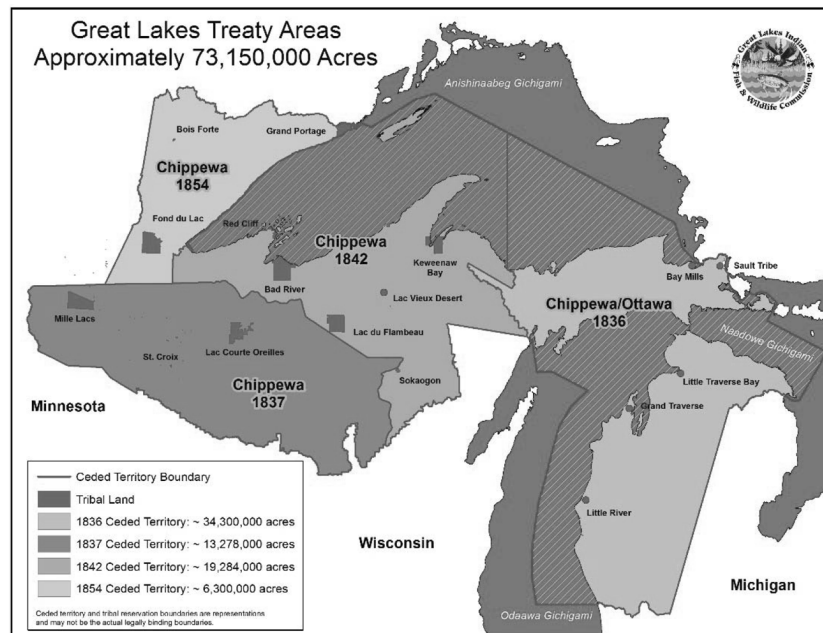 Great Lakes Treaty Areas
Approximately 73,150,000 Acres
Great Lakes Indian
Fish & Wildlife Commission
Anishinaabeg Gichigami
Bois Forte
Grand Portage
Chippewa
1854
Fond du Lac
Red Cliff
Chippewa
1842
Keweenaw
Bay
Bay Mills
Sault Tribe
Bad River
Lac Vieux Desert
Chippewa/Ottawa
1836
Mille Lacs
Lac du Flambeau
Naadowe Gichigami
St. Croix
Lac Courte Oreilles
Sokaogon
Little Traverse Bay
Chippewa
1837
Grand Traverse
Minnesota
Ceded Territory Boundary
Tribal Land
1836 Ceded Territory: ~ 34,300,000 acres
1837 Ceded Territory: ~ 13,278,000 acres
1842 Ceded Territory: ~ 19,284,000 acres
1854 Ceded Territory: ~ 6,300,000 acres
Ceded territory and tribal reservation boundaries are representations
and may not be the actual legally binding boundaries.
Little River
Wisconsin
Michigan
Odaawa Gichigami